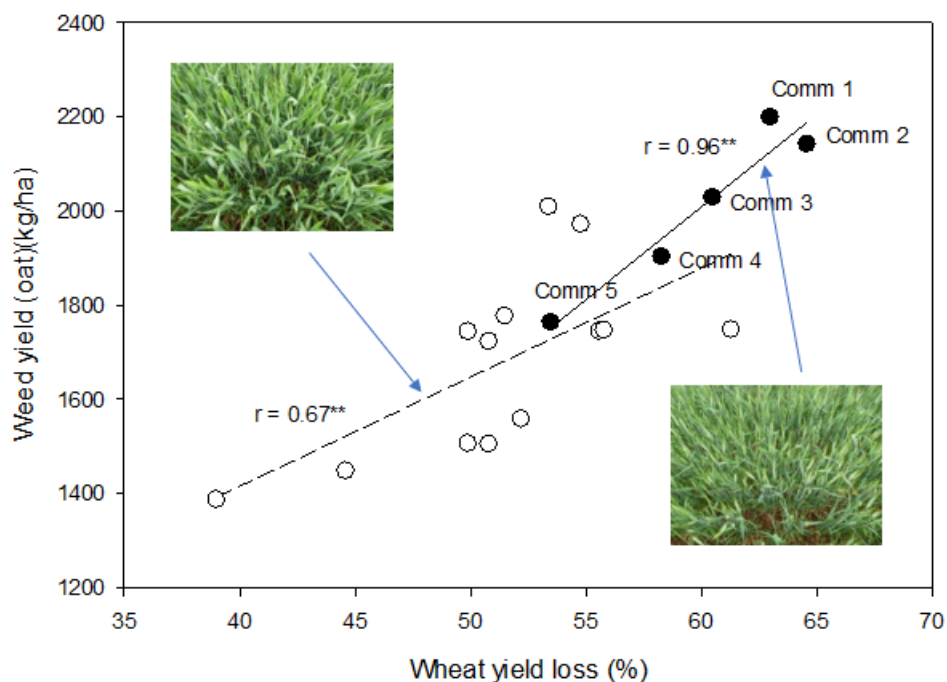 2400
2200
2000
1800
1600
1400
1200
35
40
45
50
55
60
65
70
Weed yield (oat)(kg/ha)
Wheat yield loss (%)
Comm 1
Comm 2
r = 0.96**
Comm 3
Comm 4
Comm 5
r = 0.67**